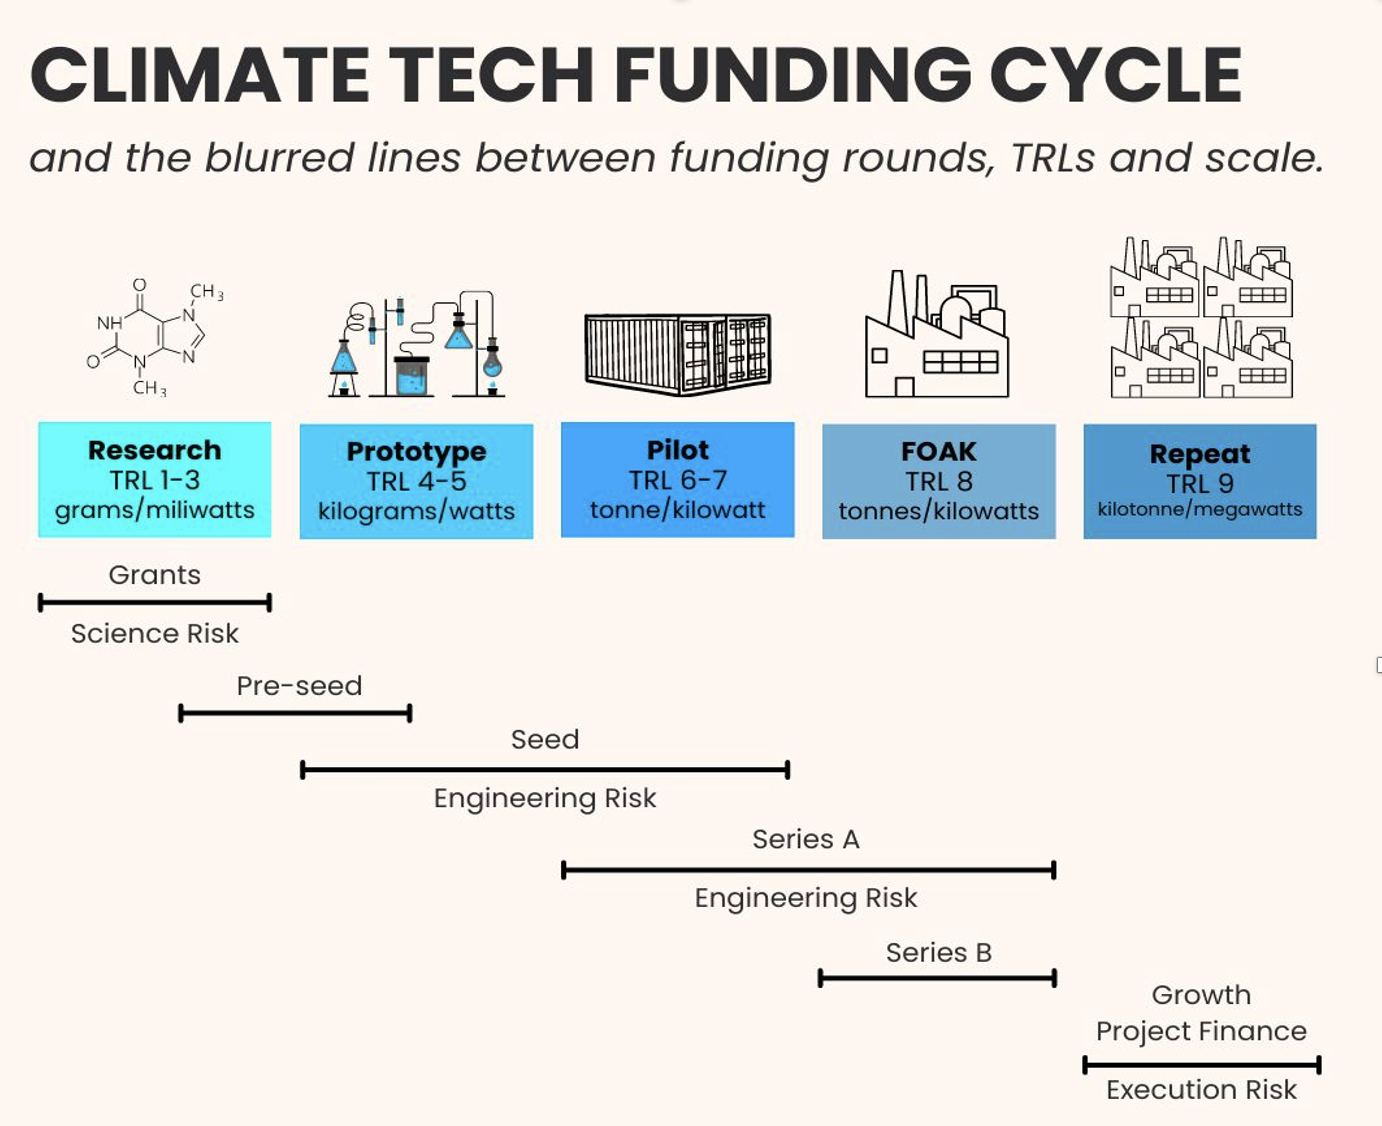 CLIMATE TECH FUNDING CYCLE
and the blurred lines between funding rounds, TRLs and scale.
O
CH3
NH
N
O
N
N
CH3
Research
TRL 1-3
grams/miliwatts
Prototype
TRL 4-5
kilograms/watts
Pilot
TRL 6-7
tonne/kilowatt
FOAK
TRL 8
tonnes/kilowatts
Repeat
TRL 9
kilotonne/megawatts
Grants
Science Risk
Pre-seed
Seed
Engineering Risk
Series A
Engineering Risk
Series B
Growth
Project Finance
Execution Risk